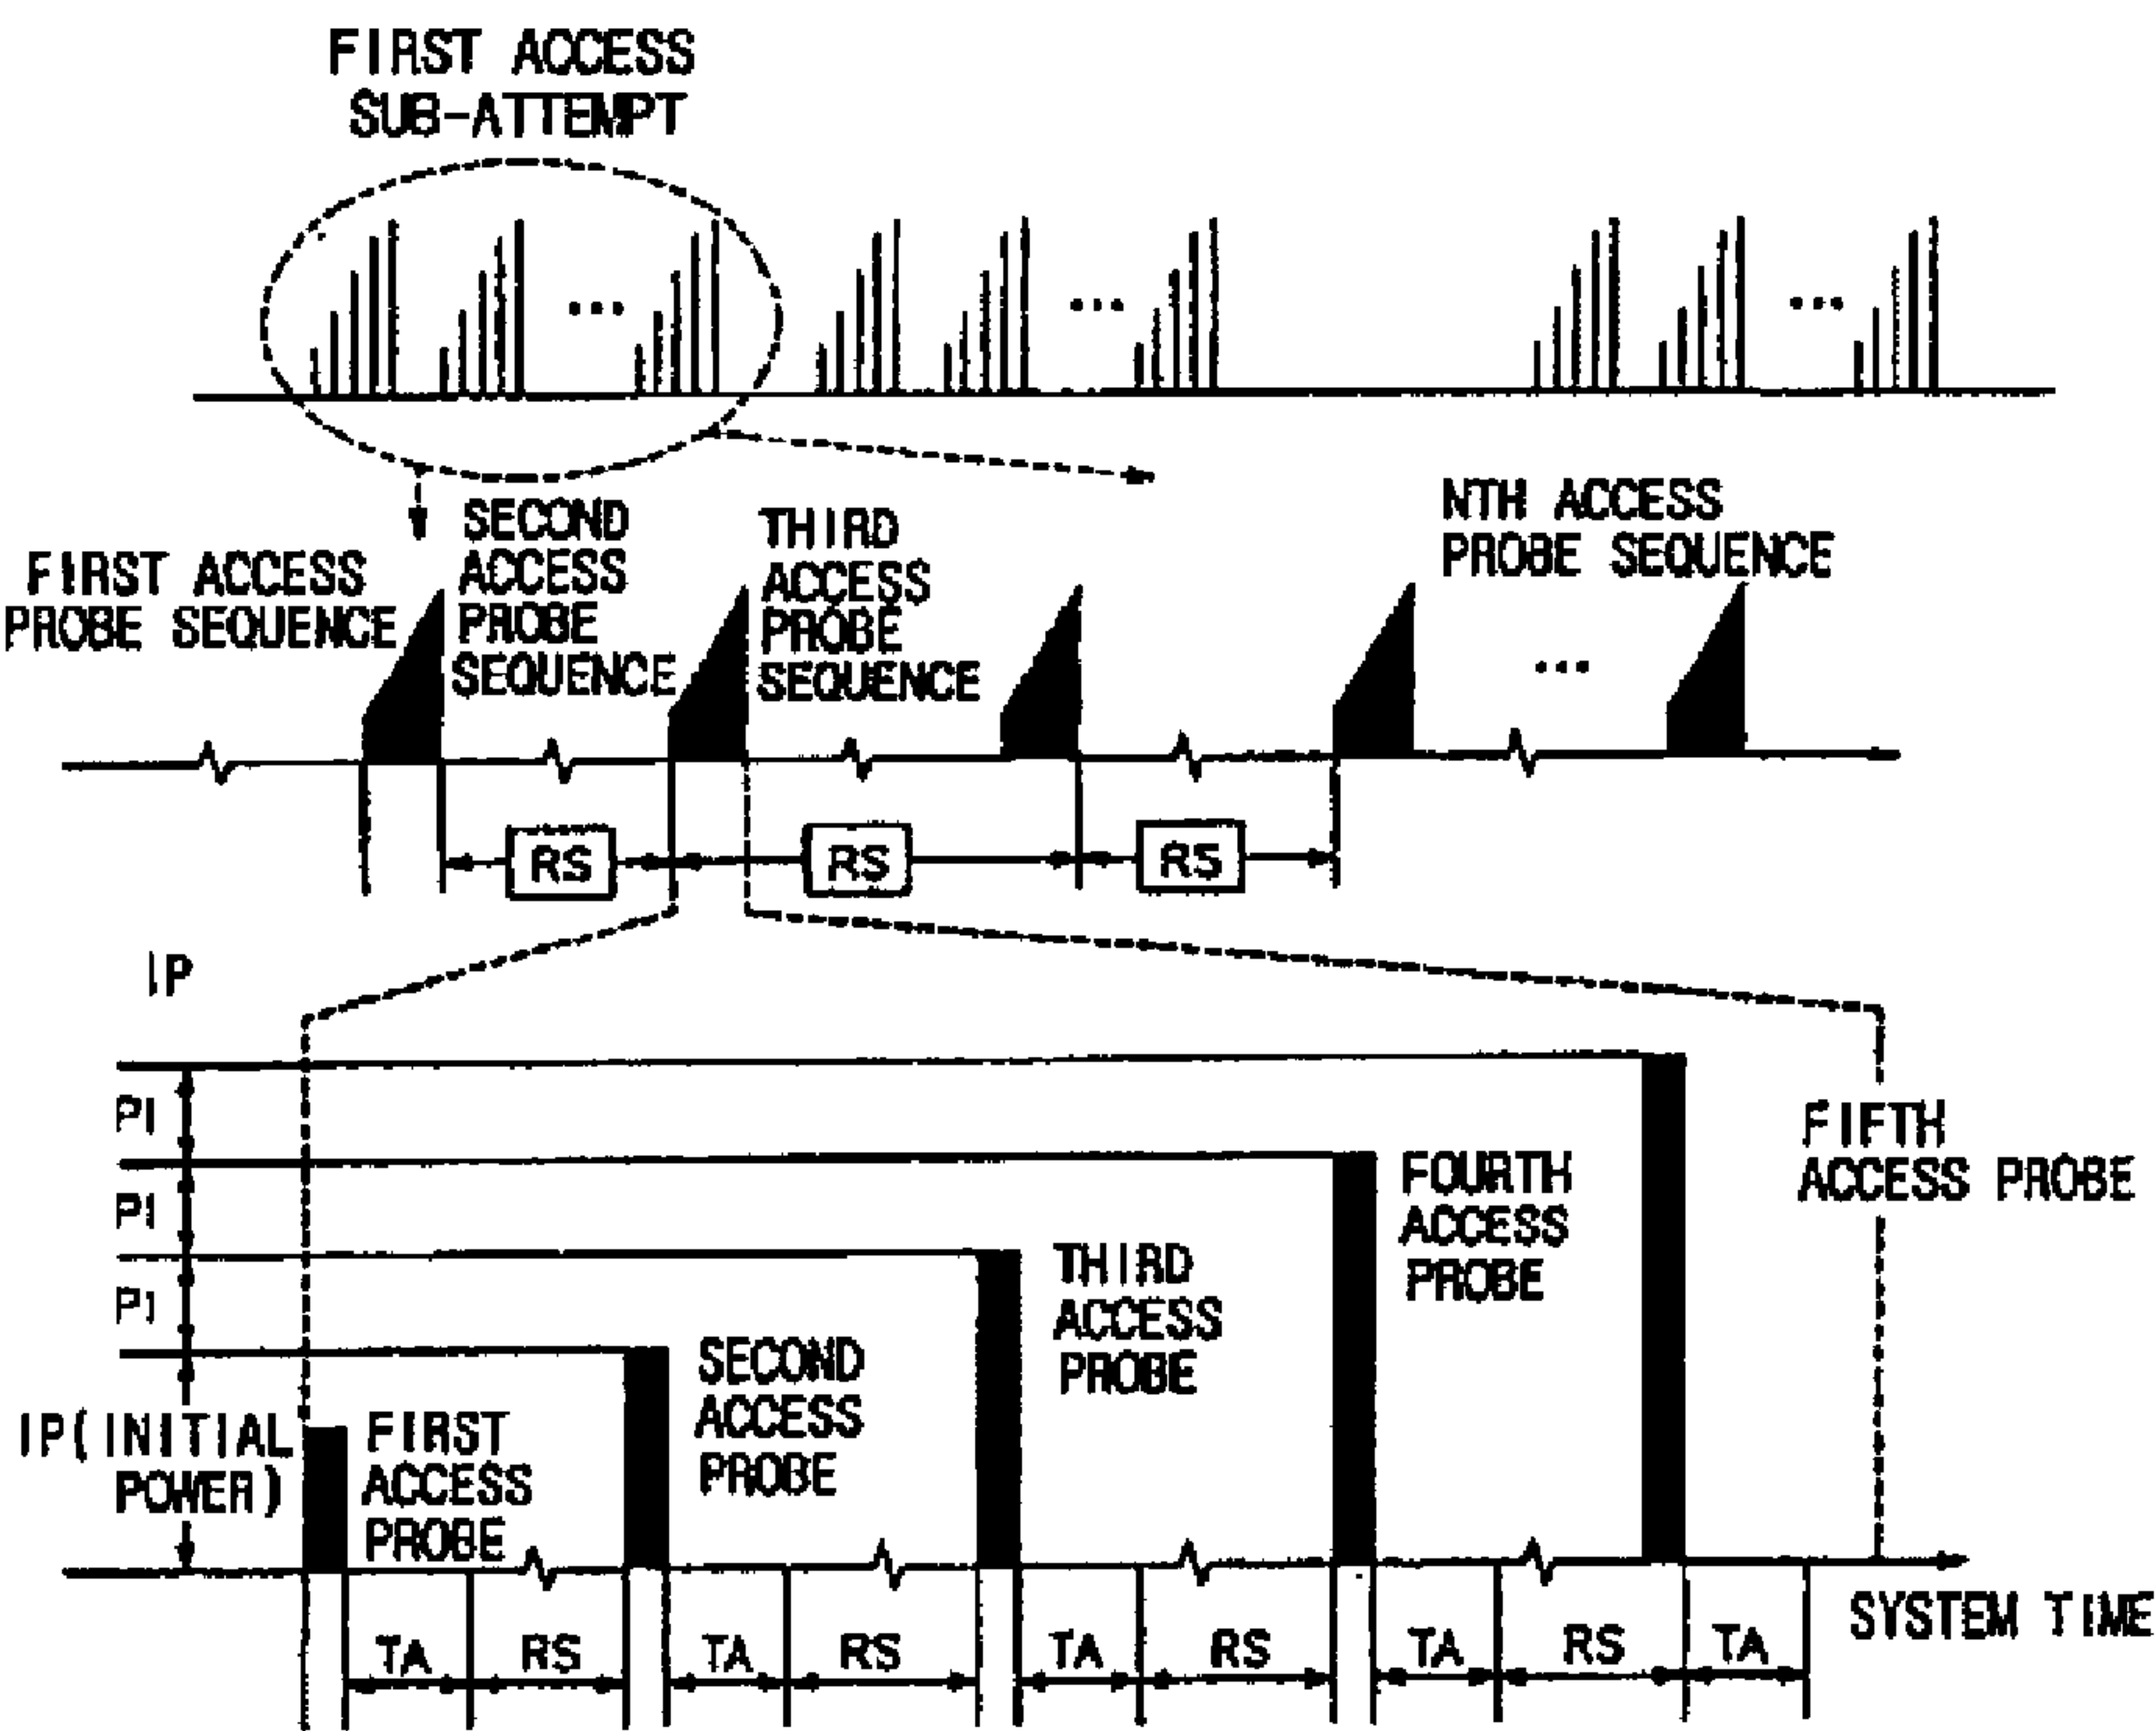 FIRST ACCESS
SUB-ATTEMPT
FIRST ACCESS
PROBE SEQUENCE
SECOND
ACCESS
PROBE
SEQUENCE
THIRD
ACCESS
PROBE
SEQUENCE
NTH ACCESS
PROBE SEQUENCE
...
RS
RS
RS
IP
PI
PI
PI
IP(INITIAL
POWER)
FIRST
ACCESS
PROBE
SECOND
ACCESS
PROBE
THIRD
ACCESS
PROBE
FOURTH
ACCESS
PROBE
FIFTH
ACCESS PROBE
TA
RS
TA
RS
TA
RS
TA
RS
TA
SYSTEM TIME